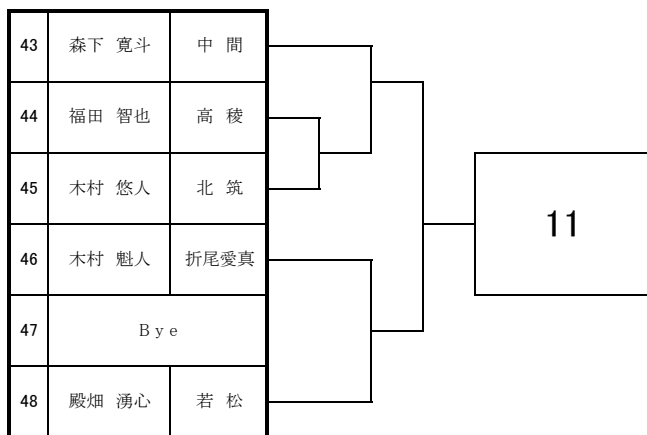 43 森下 寛斗 中 間
44 福田 智也 高 稜
45 木村 悠人 北 筑
46 木村 魁人 折尾愛真
47 Bye
48 殿畑 湧心 若 松
11